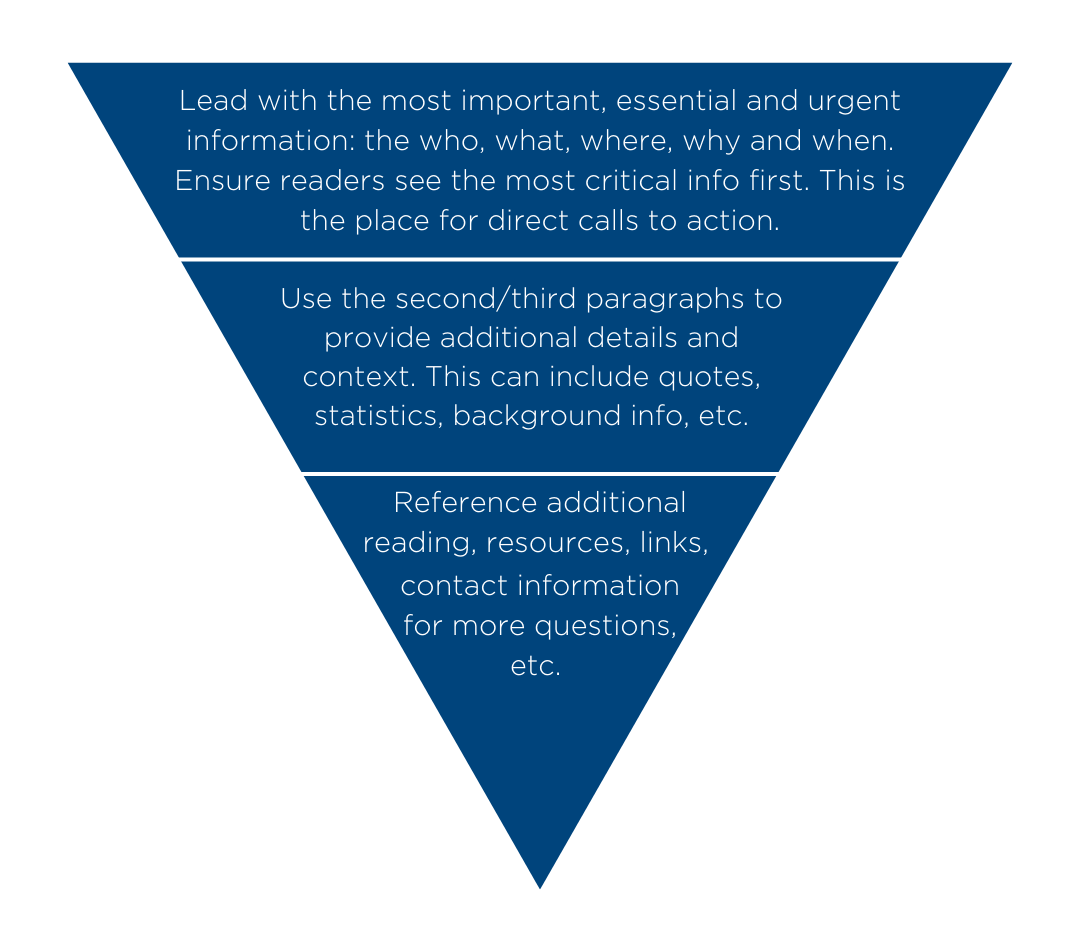 Lead with the most important, essential and urgent
information: the who, what, where, why and when.
Ensure readers see the most critical info first. This is
the place for direct calls to action.
Use the second/third paragraphs to
provide additional details and
context. This can include quotes,
statistics, background info, etc.
Reference additional
reading, resources, links,
contact information
for more questions,
etc.